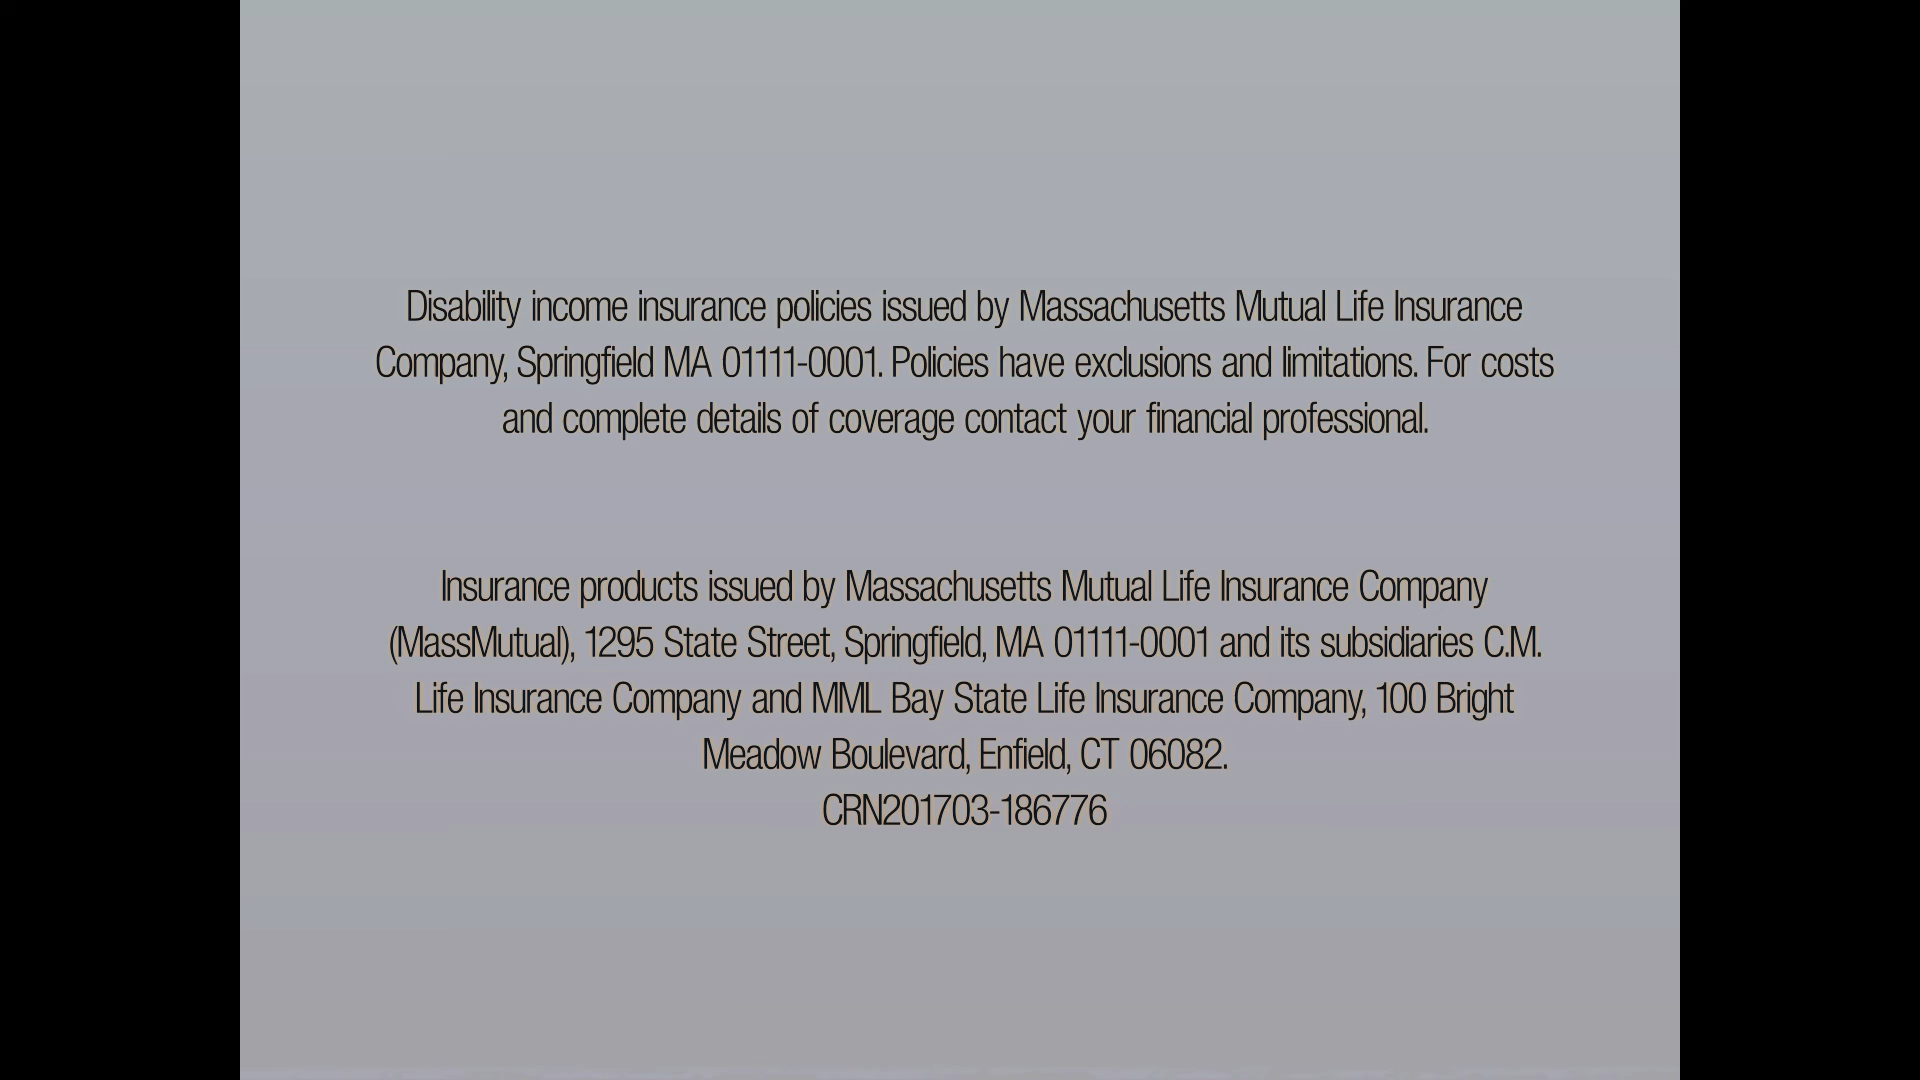 Disability income insurance policies issued by Massachusetts Mutual Life Insurance
Company, Springfield MA 01111-0001. Policies have exclusions and limitations. For costs
and complete details of coverage contact your financial professional.
Insurance products issued by Massachusetts Mutual Life Insurance Company
(MassMutual), 1295 State Street, Springfield, MA 01111-0001 and its subsidiaries C.M.
Life Insurance Company and MML Bay State Life Insurance Company, 100 Bright
Meadow Boulevard, Enfield, CT 06082.
CRN201703-186776